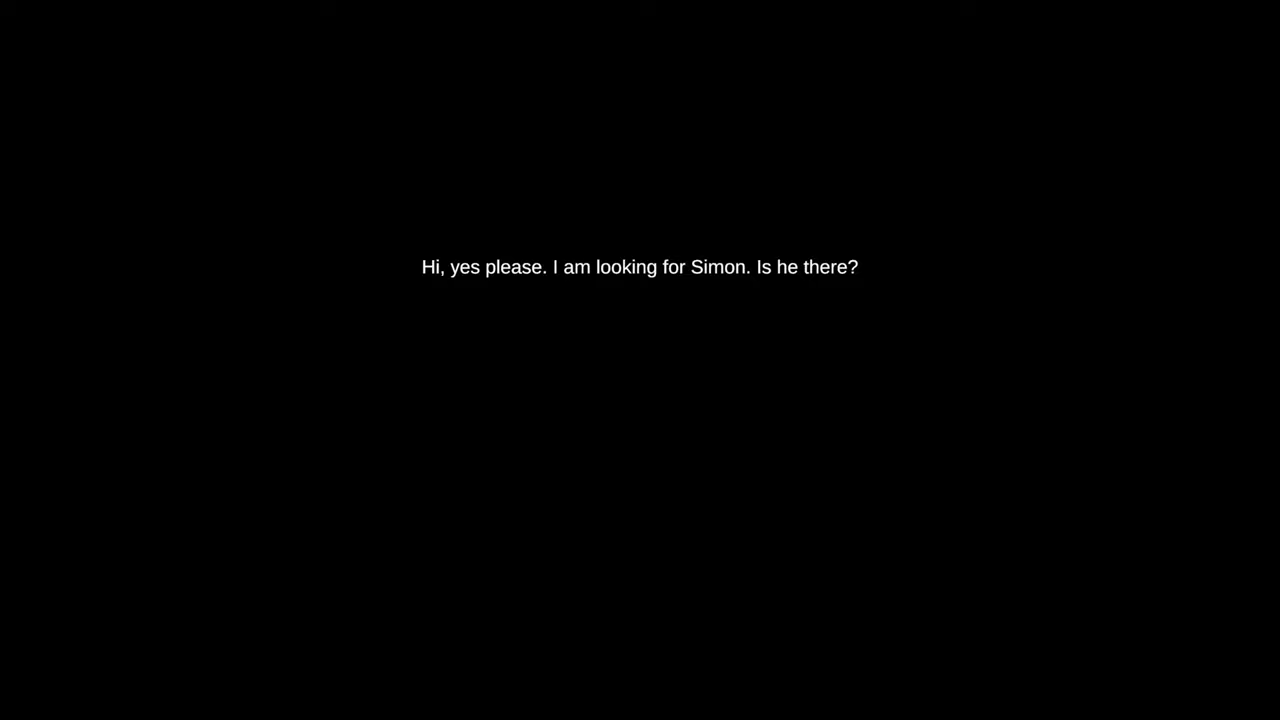 Hi, yes please. I am looking for Simon. Is he there?